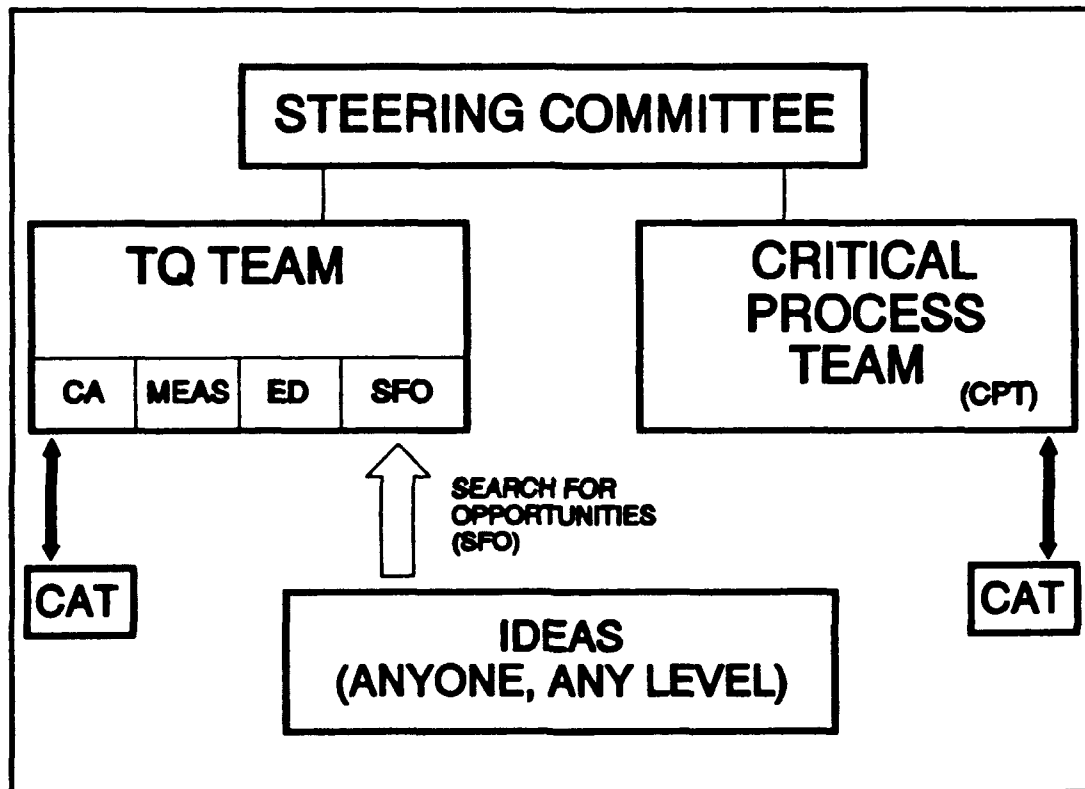 STEERING COMMITTEE
TQ TEAM
CA MEAS ED SFO
CRITICAL
PROCESS
TEAM
(CPT)
SEARCH FOR
OPPORTUNITIES
(SFO)
CAT
CAT
IDEAS
(ANYONE, ANY LEVEL)